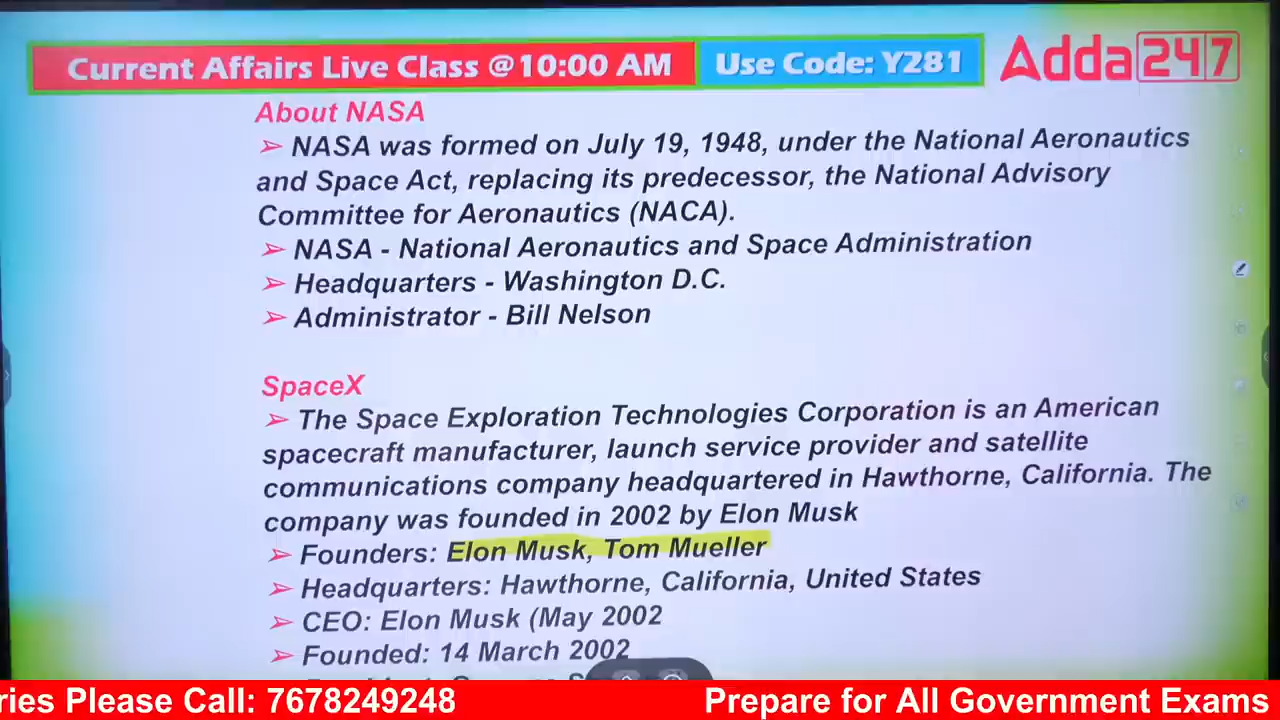 Current Affairs Live Class @10:00 AM
Use Code: Y281
Adda247
About NASA
➢ NASA was formed on July 19, 1948, under the National Aeronautics
and Space Act, replacing its predecessor, the National Advisory
Committee for Aeronautics (NACA).
➢ NASA - National Aeronautics and Space Administration
➢ Headquarters - Washington D.C.
➢ Administrator - Bill Nelson
SpaceX
➢ The Space Exploration Technologies Corporation is an American
spacecraft manufacturer, launch service provider and satellite
communications company headquartered in Hawthorne, California. The
company was founded in 2002 by Elon Musk
➢ Founders: Elon Musk, Tom Mueller
➢ Headquarters: Hawthorne, California, United States
➢ CEO: Elon Musk (May 2002
➢ Founded: 14 March 2002
ries Please Call: 7678249248
Prepare for All Government Exams